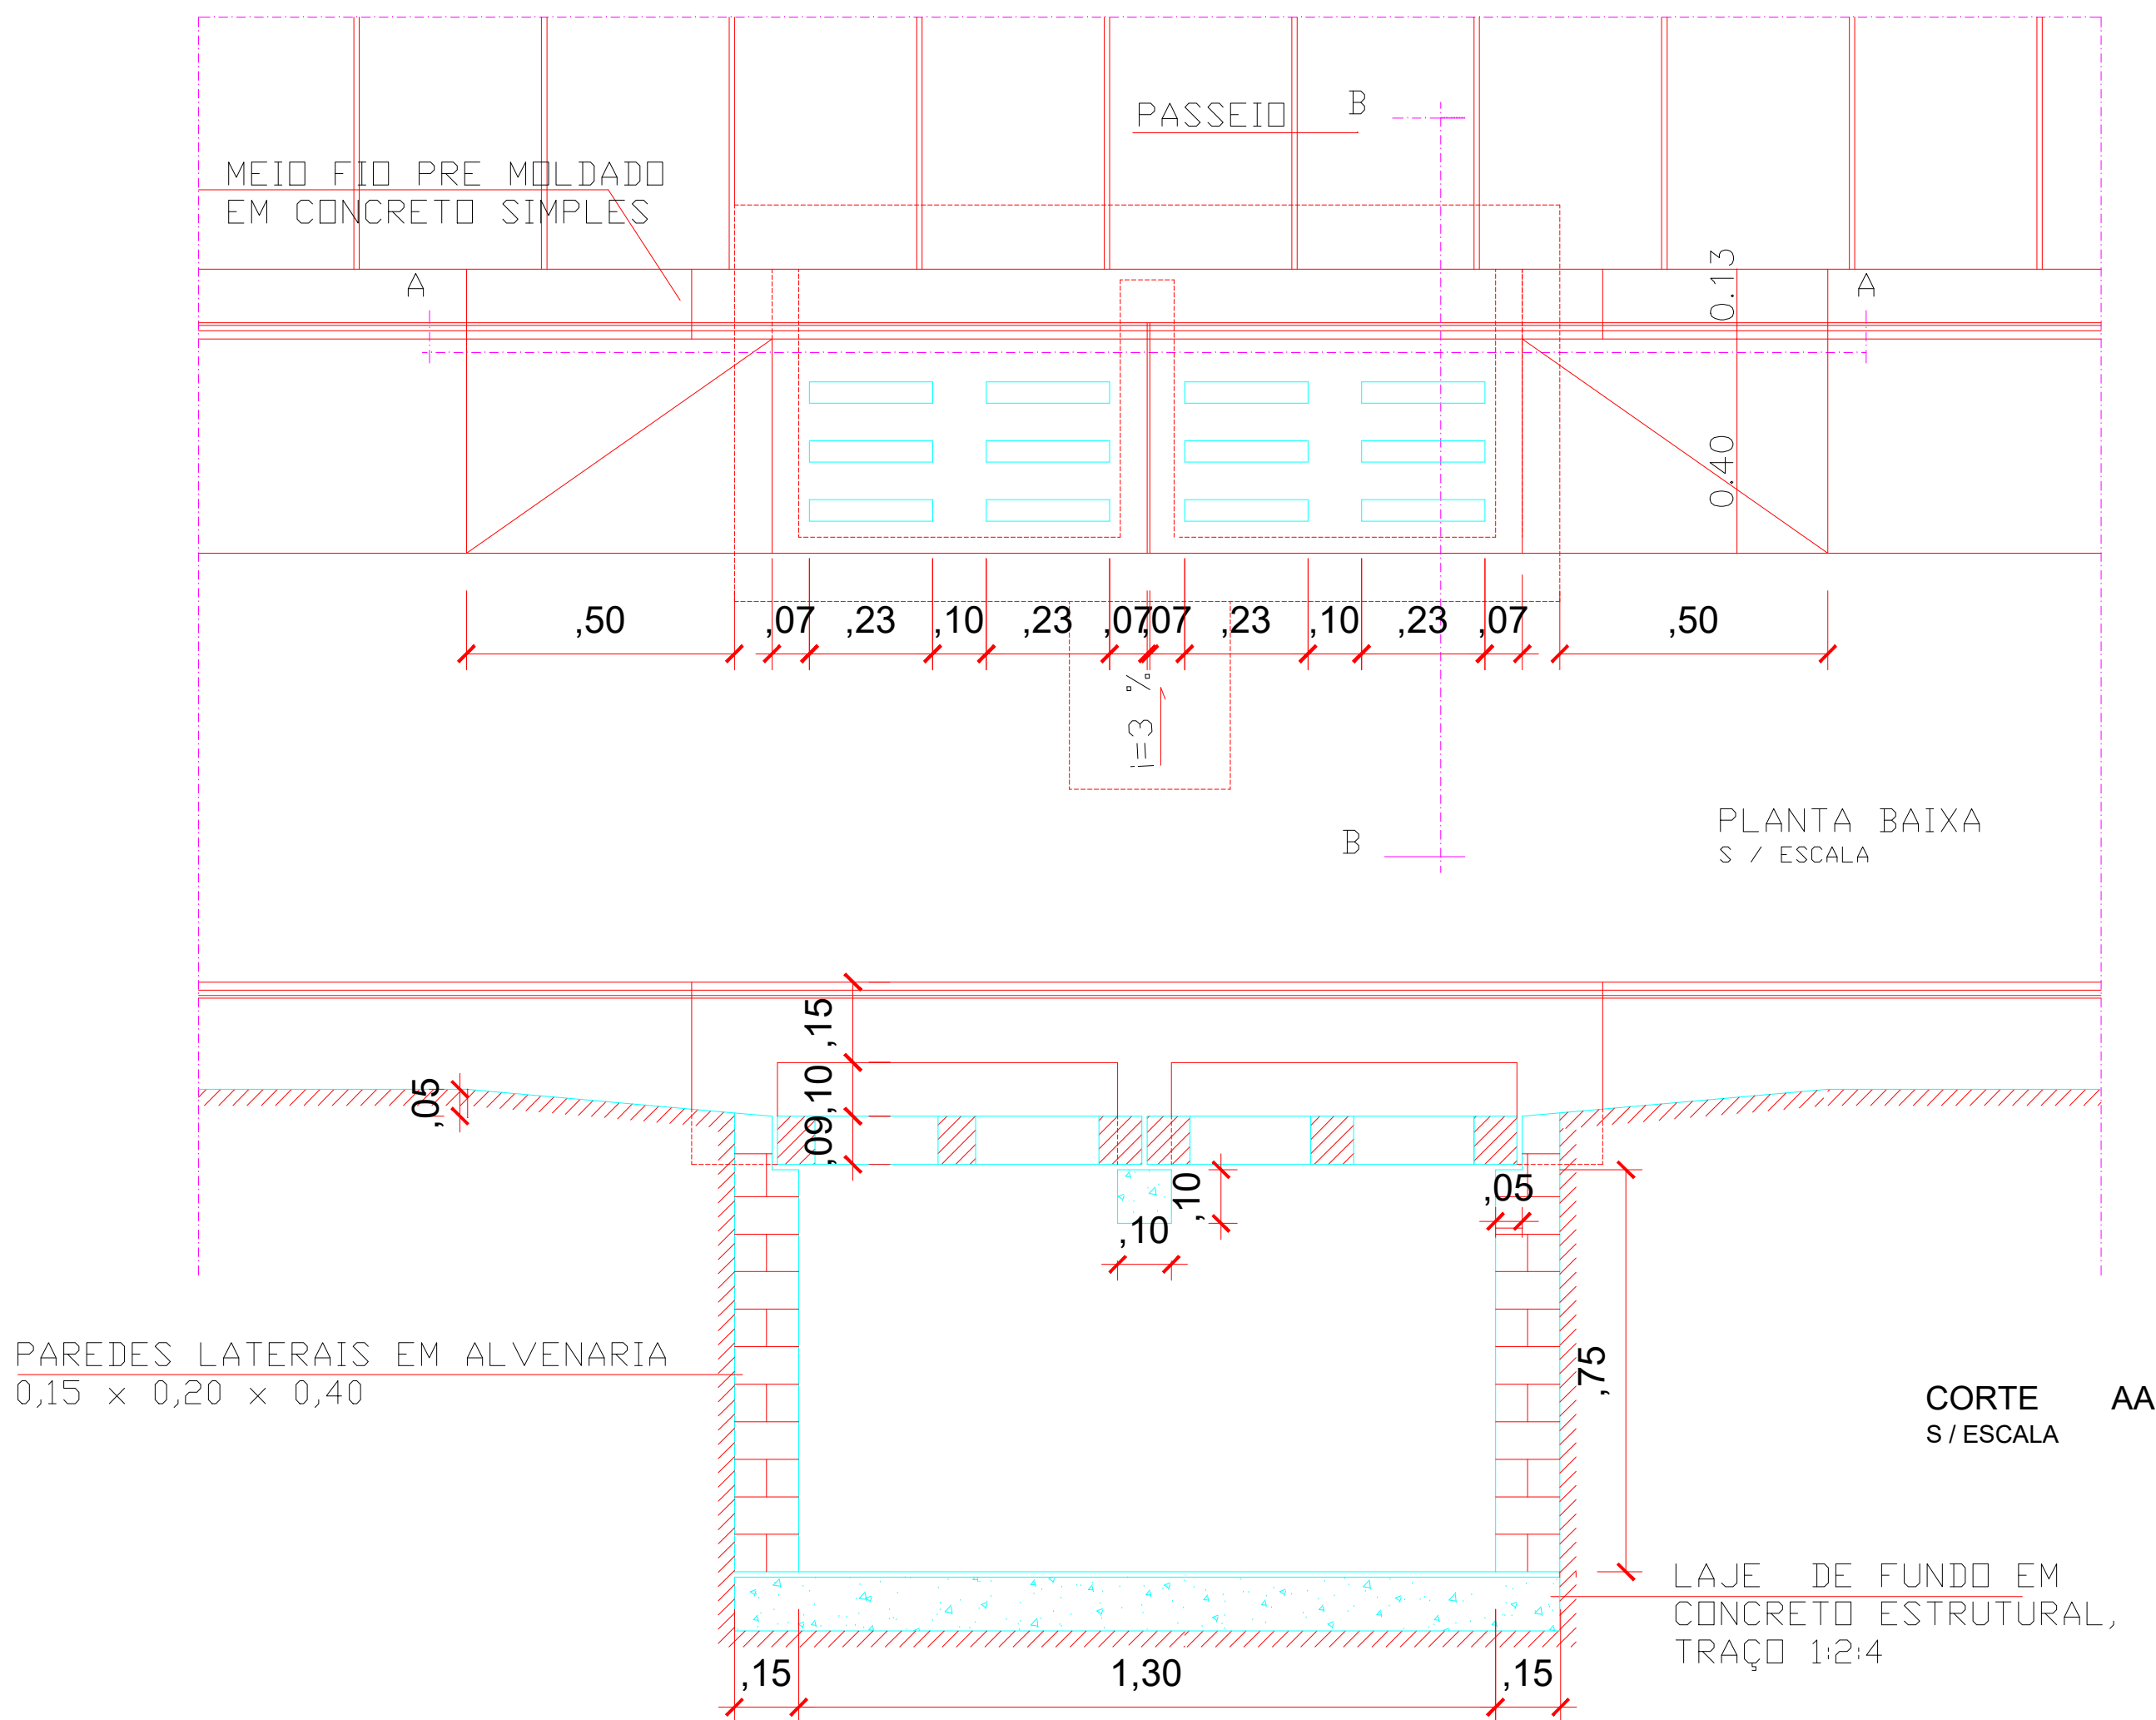 PASSEIO
B
MEIO FIO PRE MOLDADO
EM CONCRETO SIMPLES
A
A
0.13
0.40
,50
,07
,23
,10
,23
,07
,07
,23
,10
,23
,07
,50
i=3 %
B
PLANTA BAIXA
S / ESCALA
,15
,10
,09
,05
,10
,10
,05
,75
PAREDES LATERAIS EM ALVENARIA
0,15 x 0,20 x 0,40
CORTE AA
S / ESCALA
LAJE DE FUNDO EM
CONCRETO ESTRUTURAL,
TRAÇO 1:2:4
,15
1,30
,15